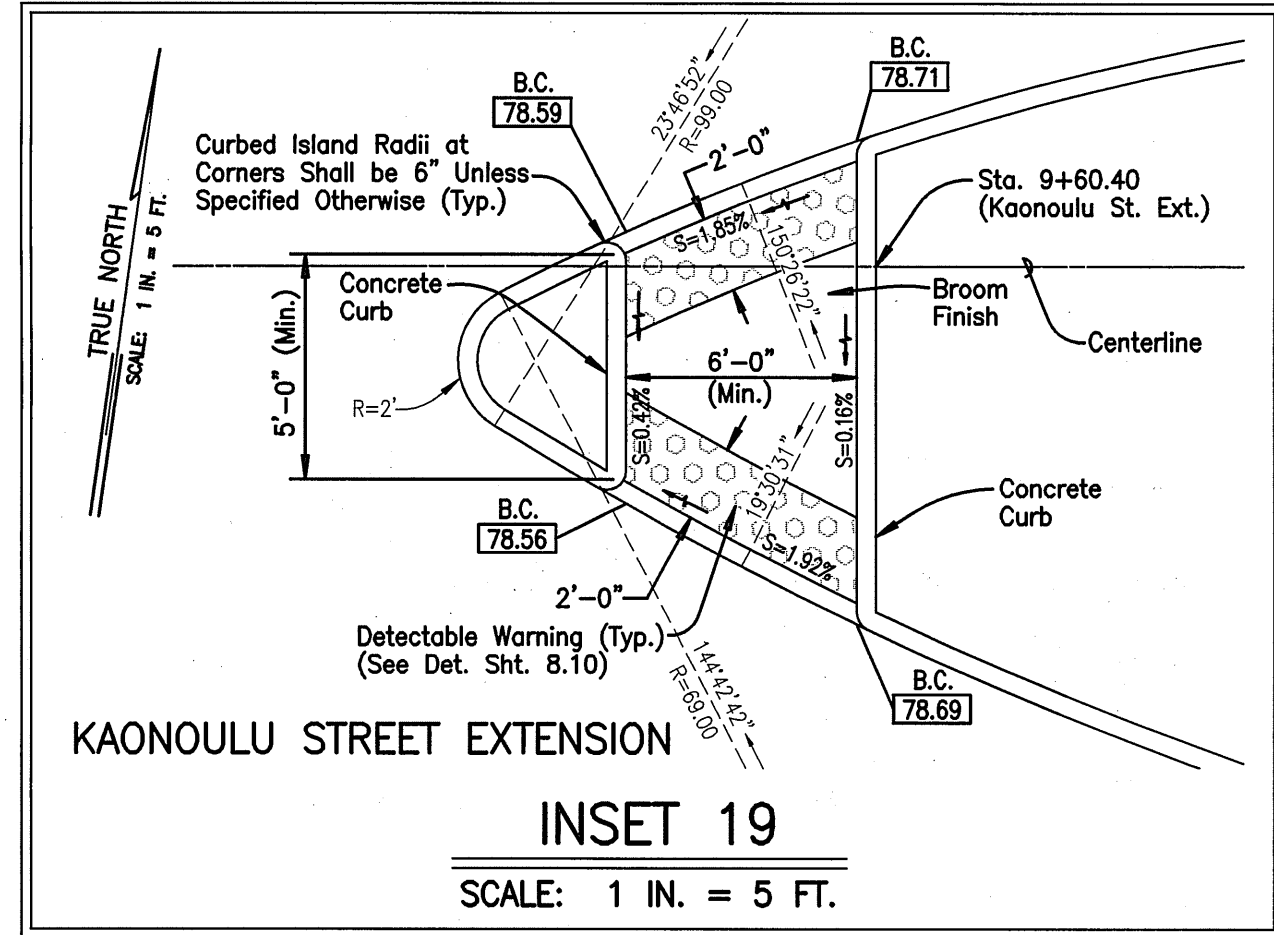 B.C.
78.59
B.C.
78.71
23°46'52"
R=99.00
Curbed Island Radii at
Corners Shall be 6" Unless
Specified Otherwise (Typ.)
2'-0"
Sta. 9+60.40
(Kaonoulu St. Ext.)
TRUE NORTH
SCALE: 1 IN. = 5 FT.
S=1.85%
150°26'22"
Concrete
Curb
Broom
Finish
Centerline
5'-0" (Min.)
6'-0"
(Min.)
R=2'
S=0.42%
S=0.16%
19°30'31"
Concrete
Curb
B.C.
78.56
S=1.92%
2'-0"
Detectable Warning (Typ.)
(See Det. Sht. 8.10)
144°42'42"
R=69.00
B.C.
78.69
KAONOULU STREET EXTENSION
INSET 19
SCALE: 1 IN. = 5 FT.